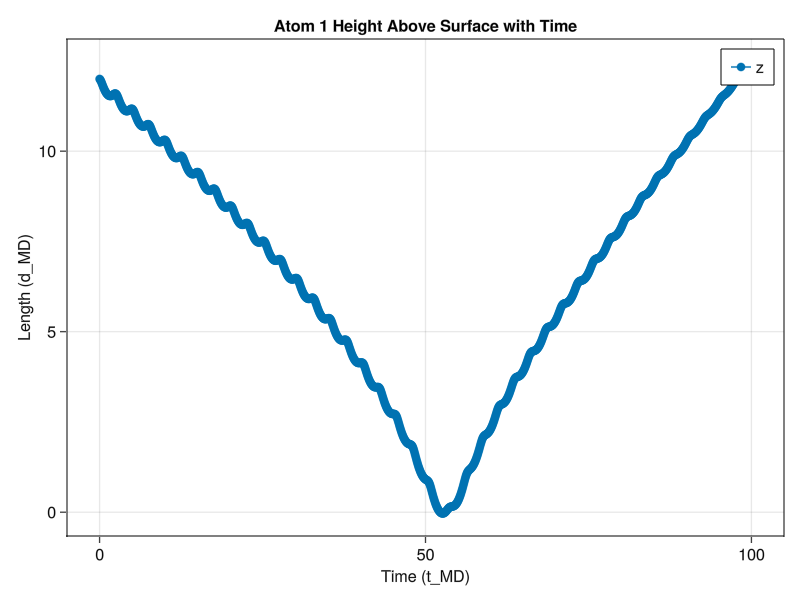 Atom 1 Height Above Surface with Time
z
10
5
0
Length (d_MD)
0 50 100
Time (t_MD)